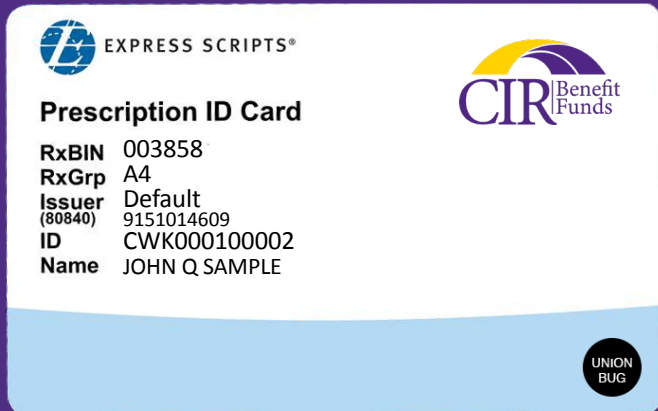 EXPRESS SCRIPTS®
CIR Benefit Funds
Prescription ID Card
RxBIN 003858
RxGrp A4
Issuer Default
(80840) 9151014609
ID CWK000100002
Name JOHN Q SAMPLE
UNION
BUG